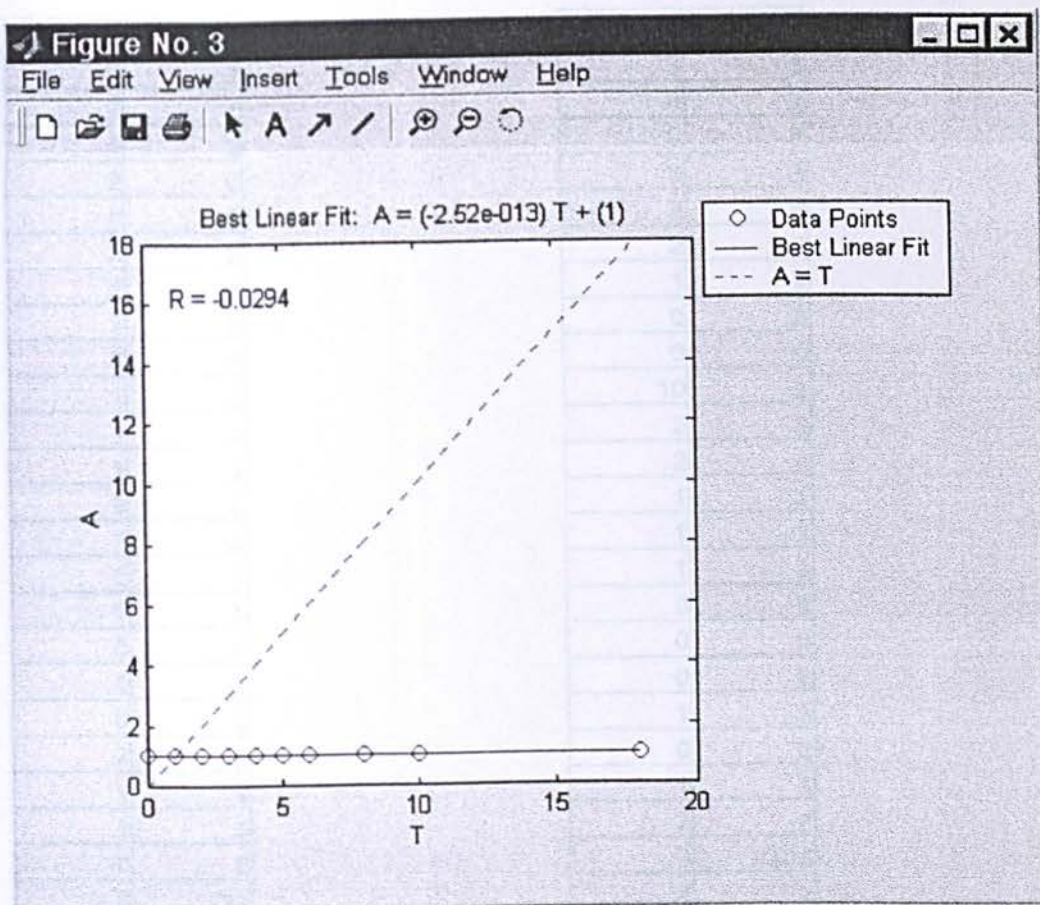 Figure No. 3
File Edit View Insert Tools Window Help
A
Best Linear Fit: A = (-2.52e-013) T + (1)
Data Points
Best Linear Fit
A = T
R = -0.0294
18
16
14
12
10
8
6
4
2
0
A
0 5 10 15 20
T